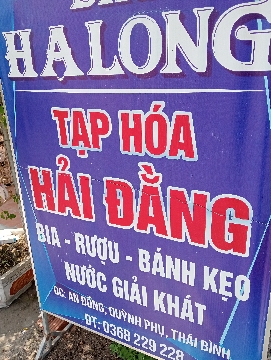 HẠ LONG
TẠP HÓA
HẢI ĐẰNG
BIA - RƯỢU - BÁNH KẸO
NƯỚC GIẢI KHÁT
ĐC: AN ĐỒNG, QUỲNH PHỤ, THÁI BÌNH
ĐT: 0368 229 228